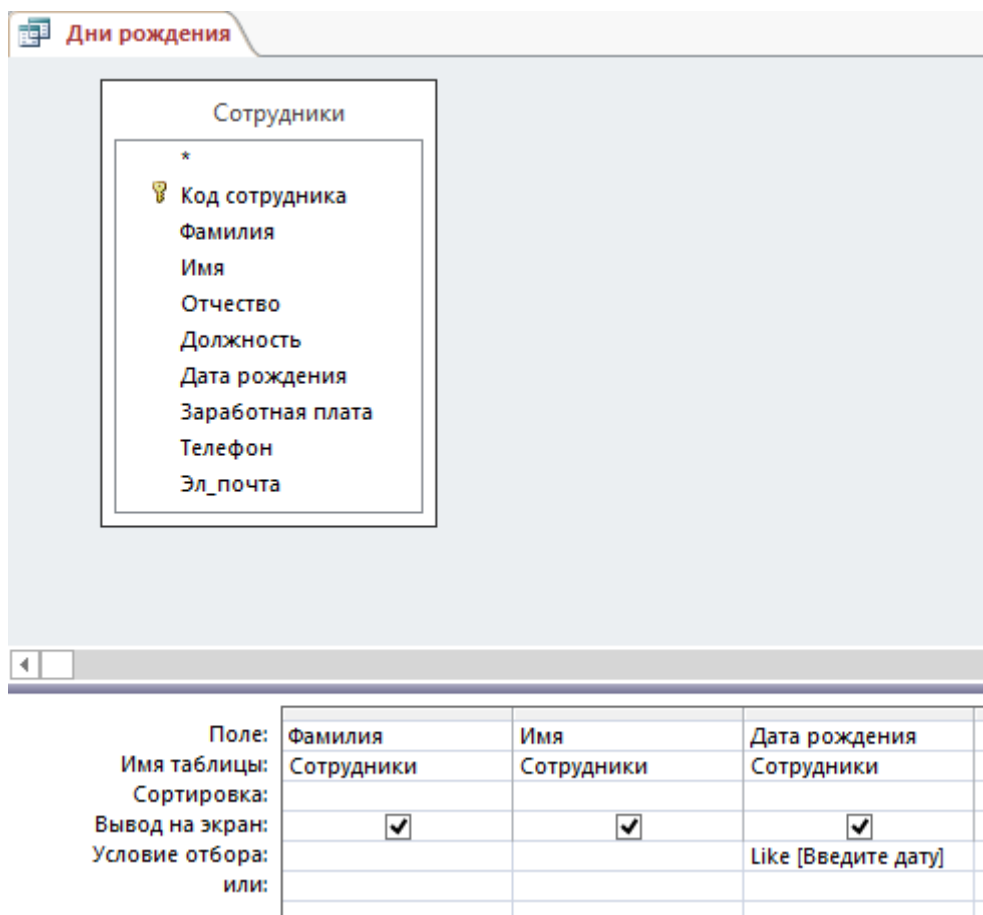 Дни рождения
Сотрудники
*
Код сотрудника
Фамилия
Имя
Отчество
Должность
Дата рождения
Заработная плата
Телефон
Эл_почта
Поле: Фамилия Имя Дата рождения
Имя таблицы: Сотрудники Сотрудники Сотрудники
Сортировка:
Вывод на экран:
Условие отбора: Like [Введите дату]
или: